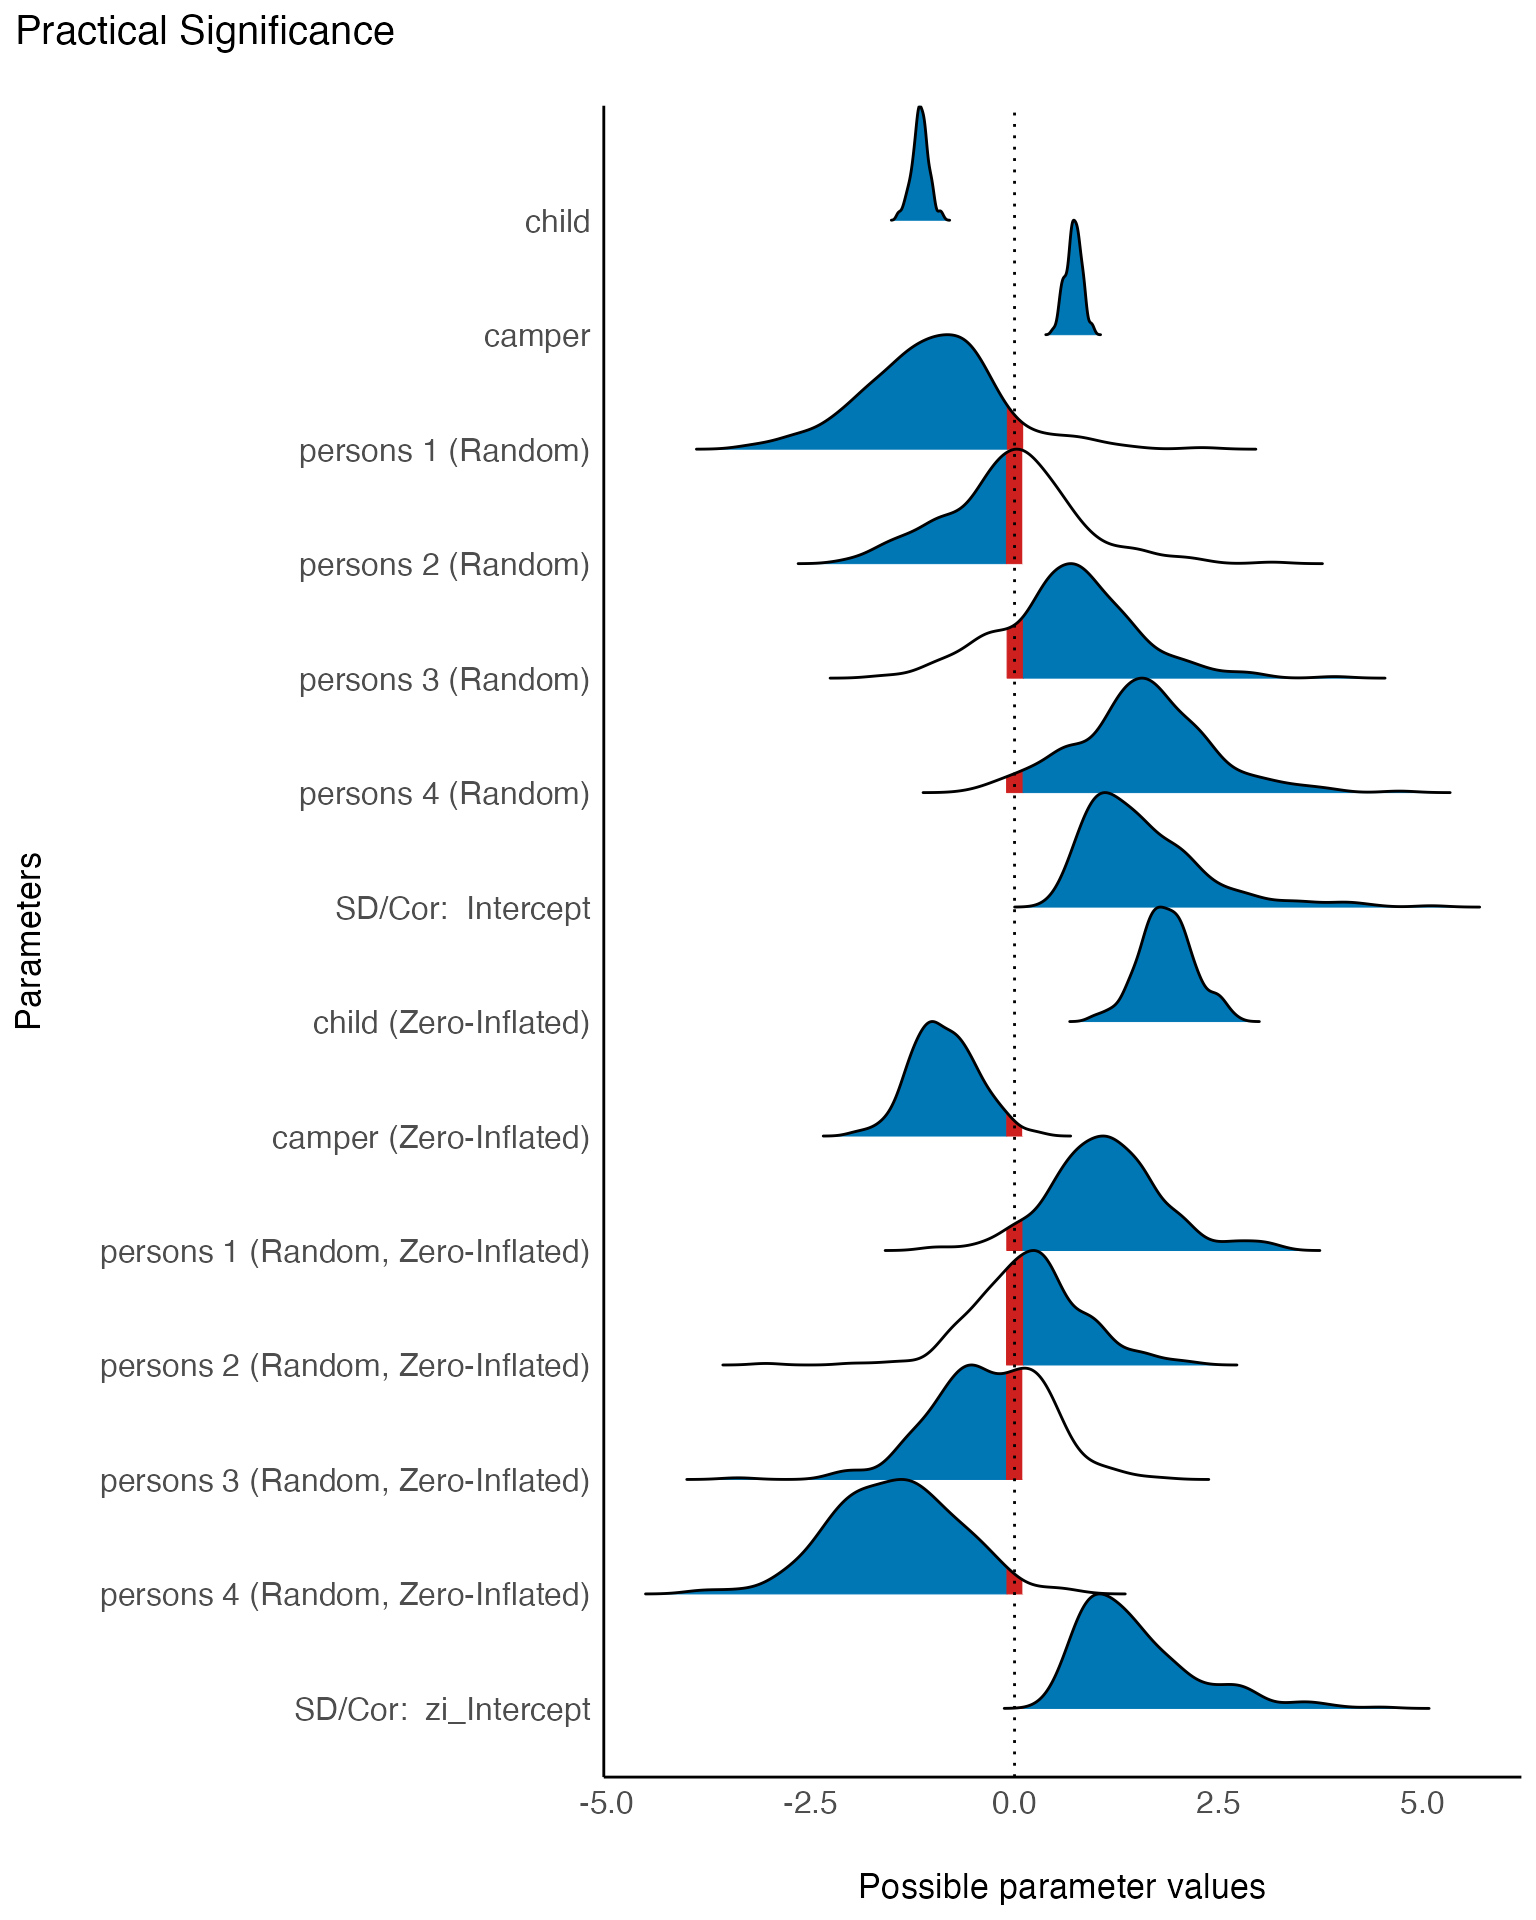 Practical Significance
child
camper
persons 1 (Random)
persons 2 (Random)
persons 3 (Random)
persons 4 (Random)
SD/Cor:  Intercept
child (Zero-Inflated)
camper (Zero-Inflated)
persons 1 (Random, Zero-Inflated)
persons 2 (Random, Zero-Inflated)
persons 3 (Random, Zero-Inflated)
persons 4 (Random, Zero-Inflated)
SD/Cor:  zi_Intercept
Parameters
-5.0 -2.5 0.0 2.5 5.0
Possible parameter values